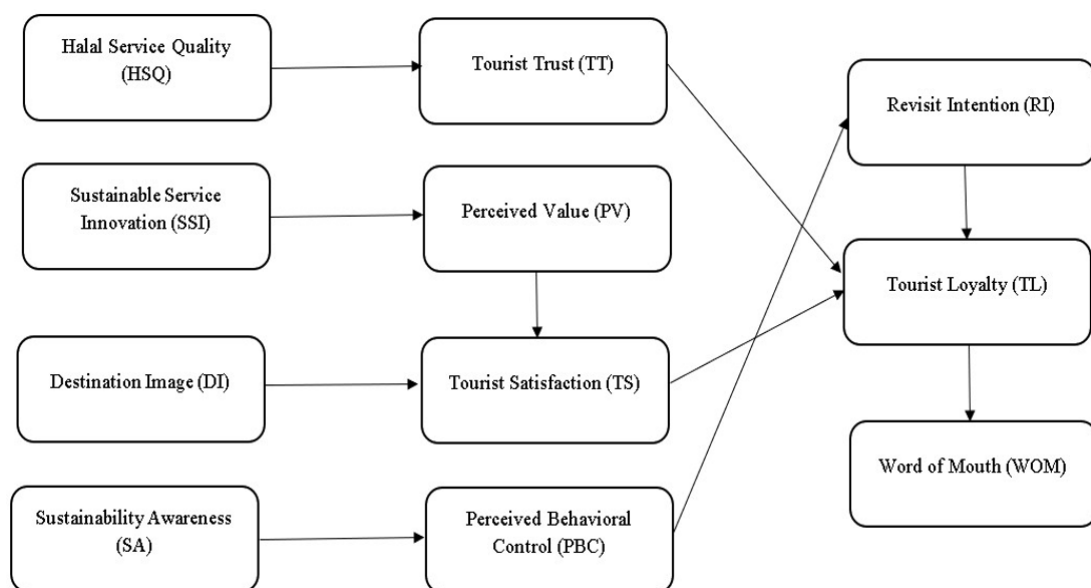 Halal Service Quality
(HSQ)
Tourist Trust (TT)
Revisit Intention (RI)
Sustainable Service
Innovation (SSI)
Perceived Value (PV)
Tourist Loyalty (TL)
Destination Image (DI)
Tourist Satisfaction (TS)
Word of Mouth (WOM)
Sustainability Awareness
(SA)
Perceived Behavioral
Control (PBC)